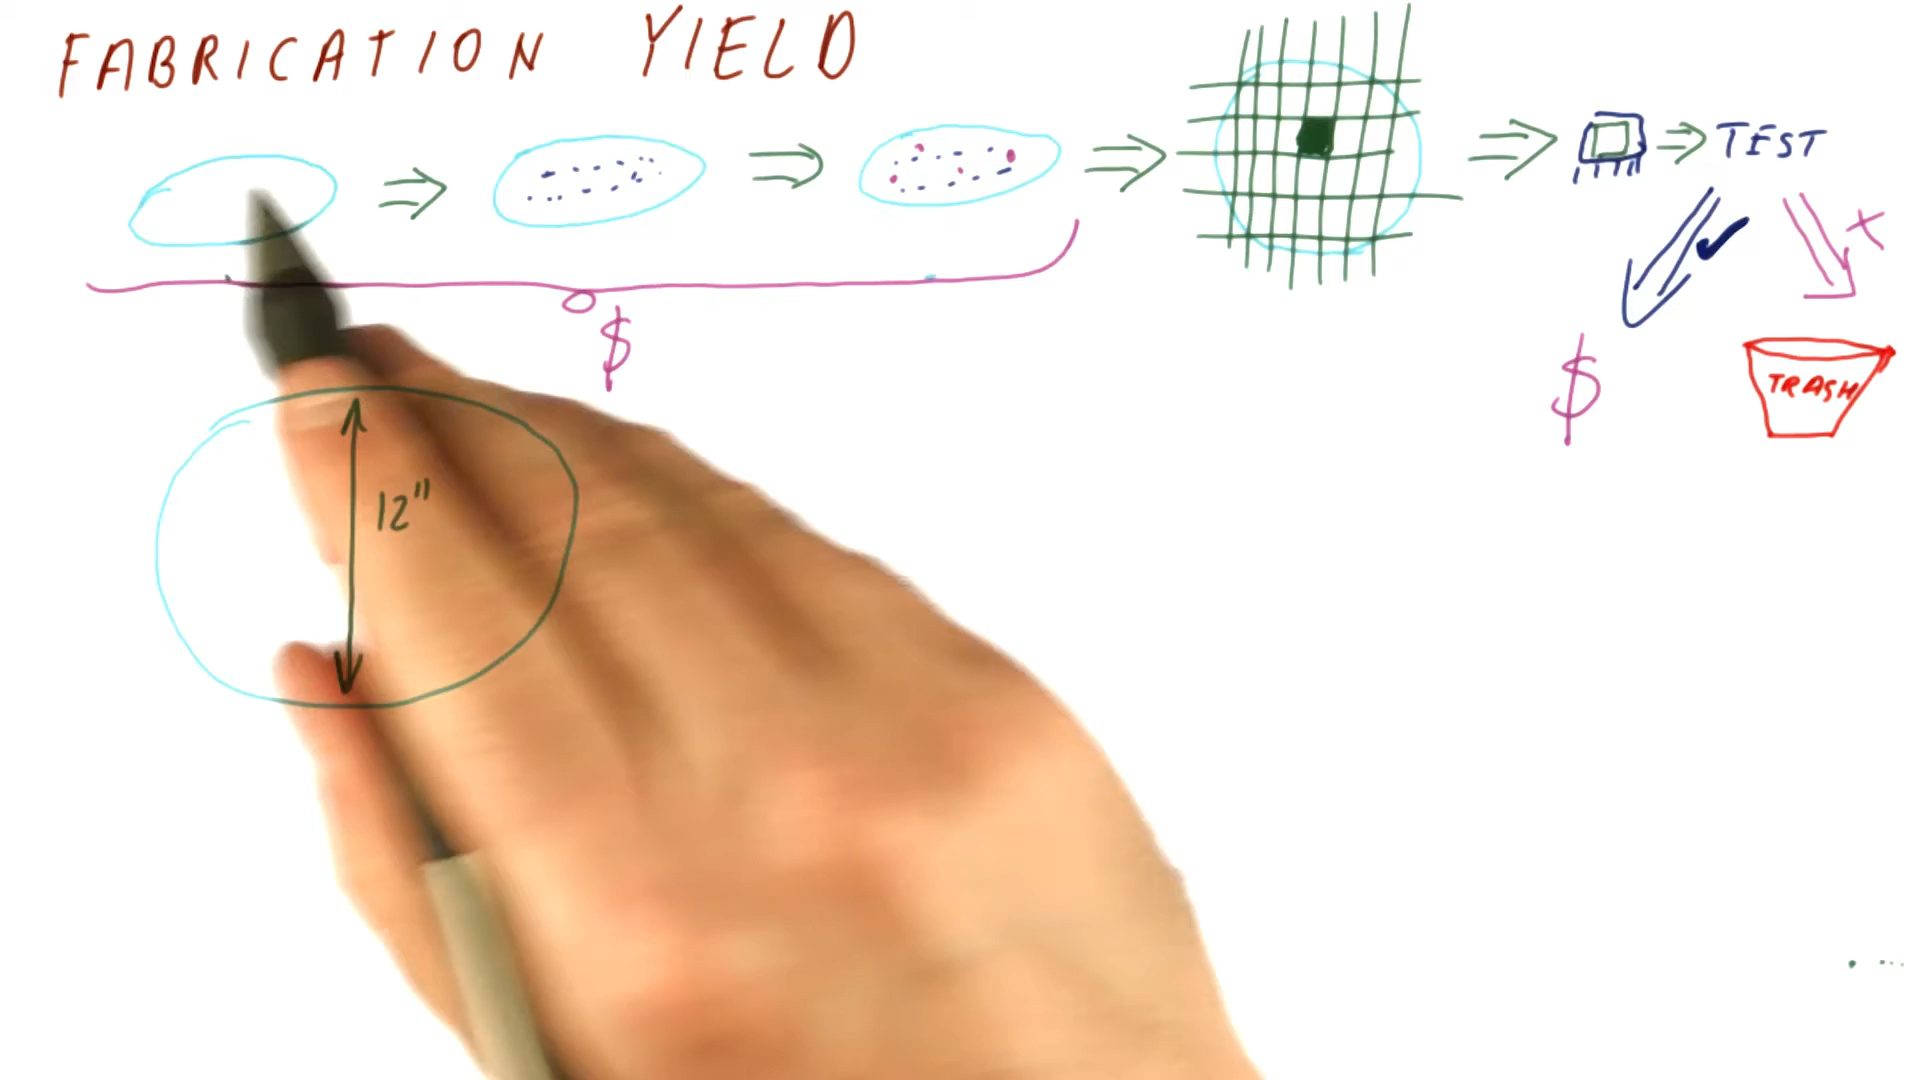 FABRICATION YIELD
TEST
$
$
TRASH
12"